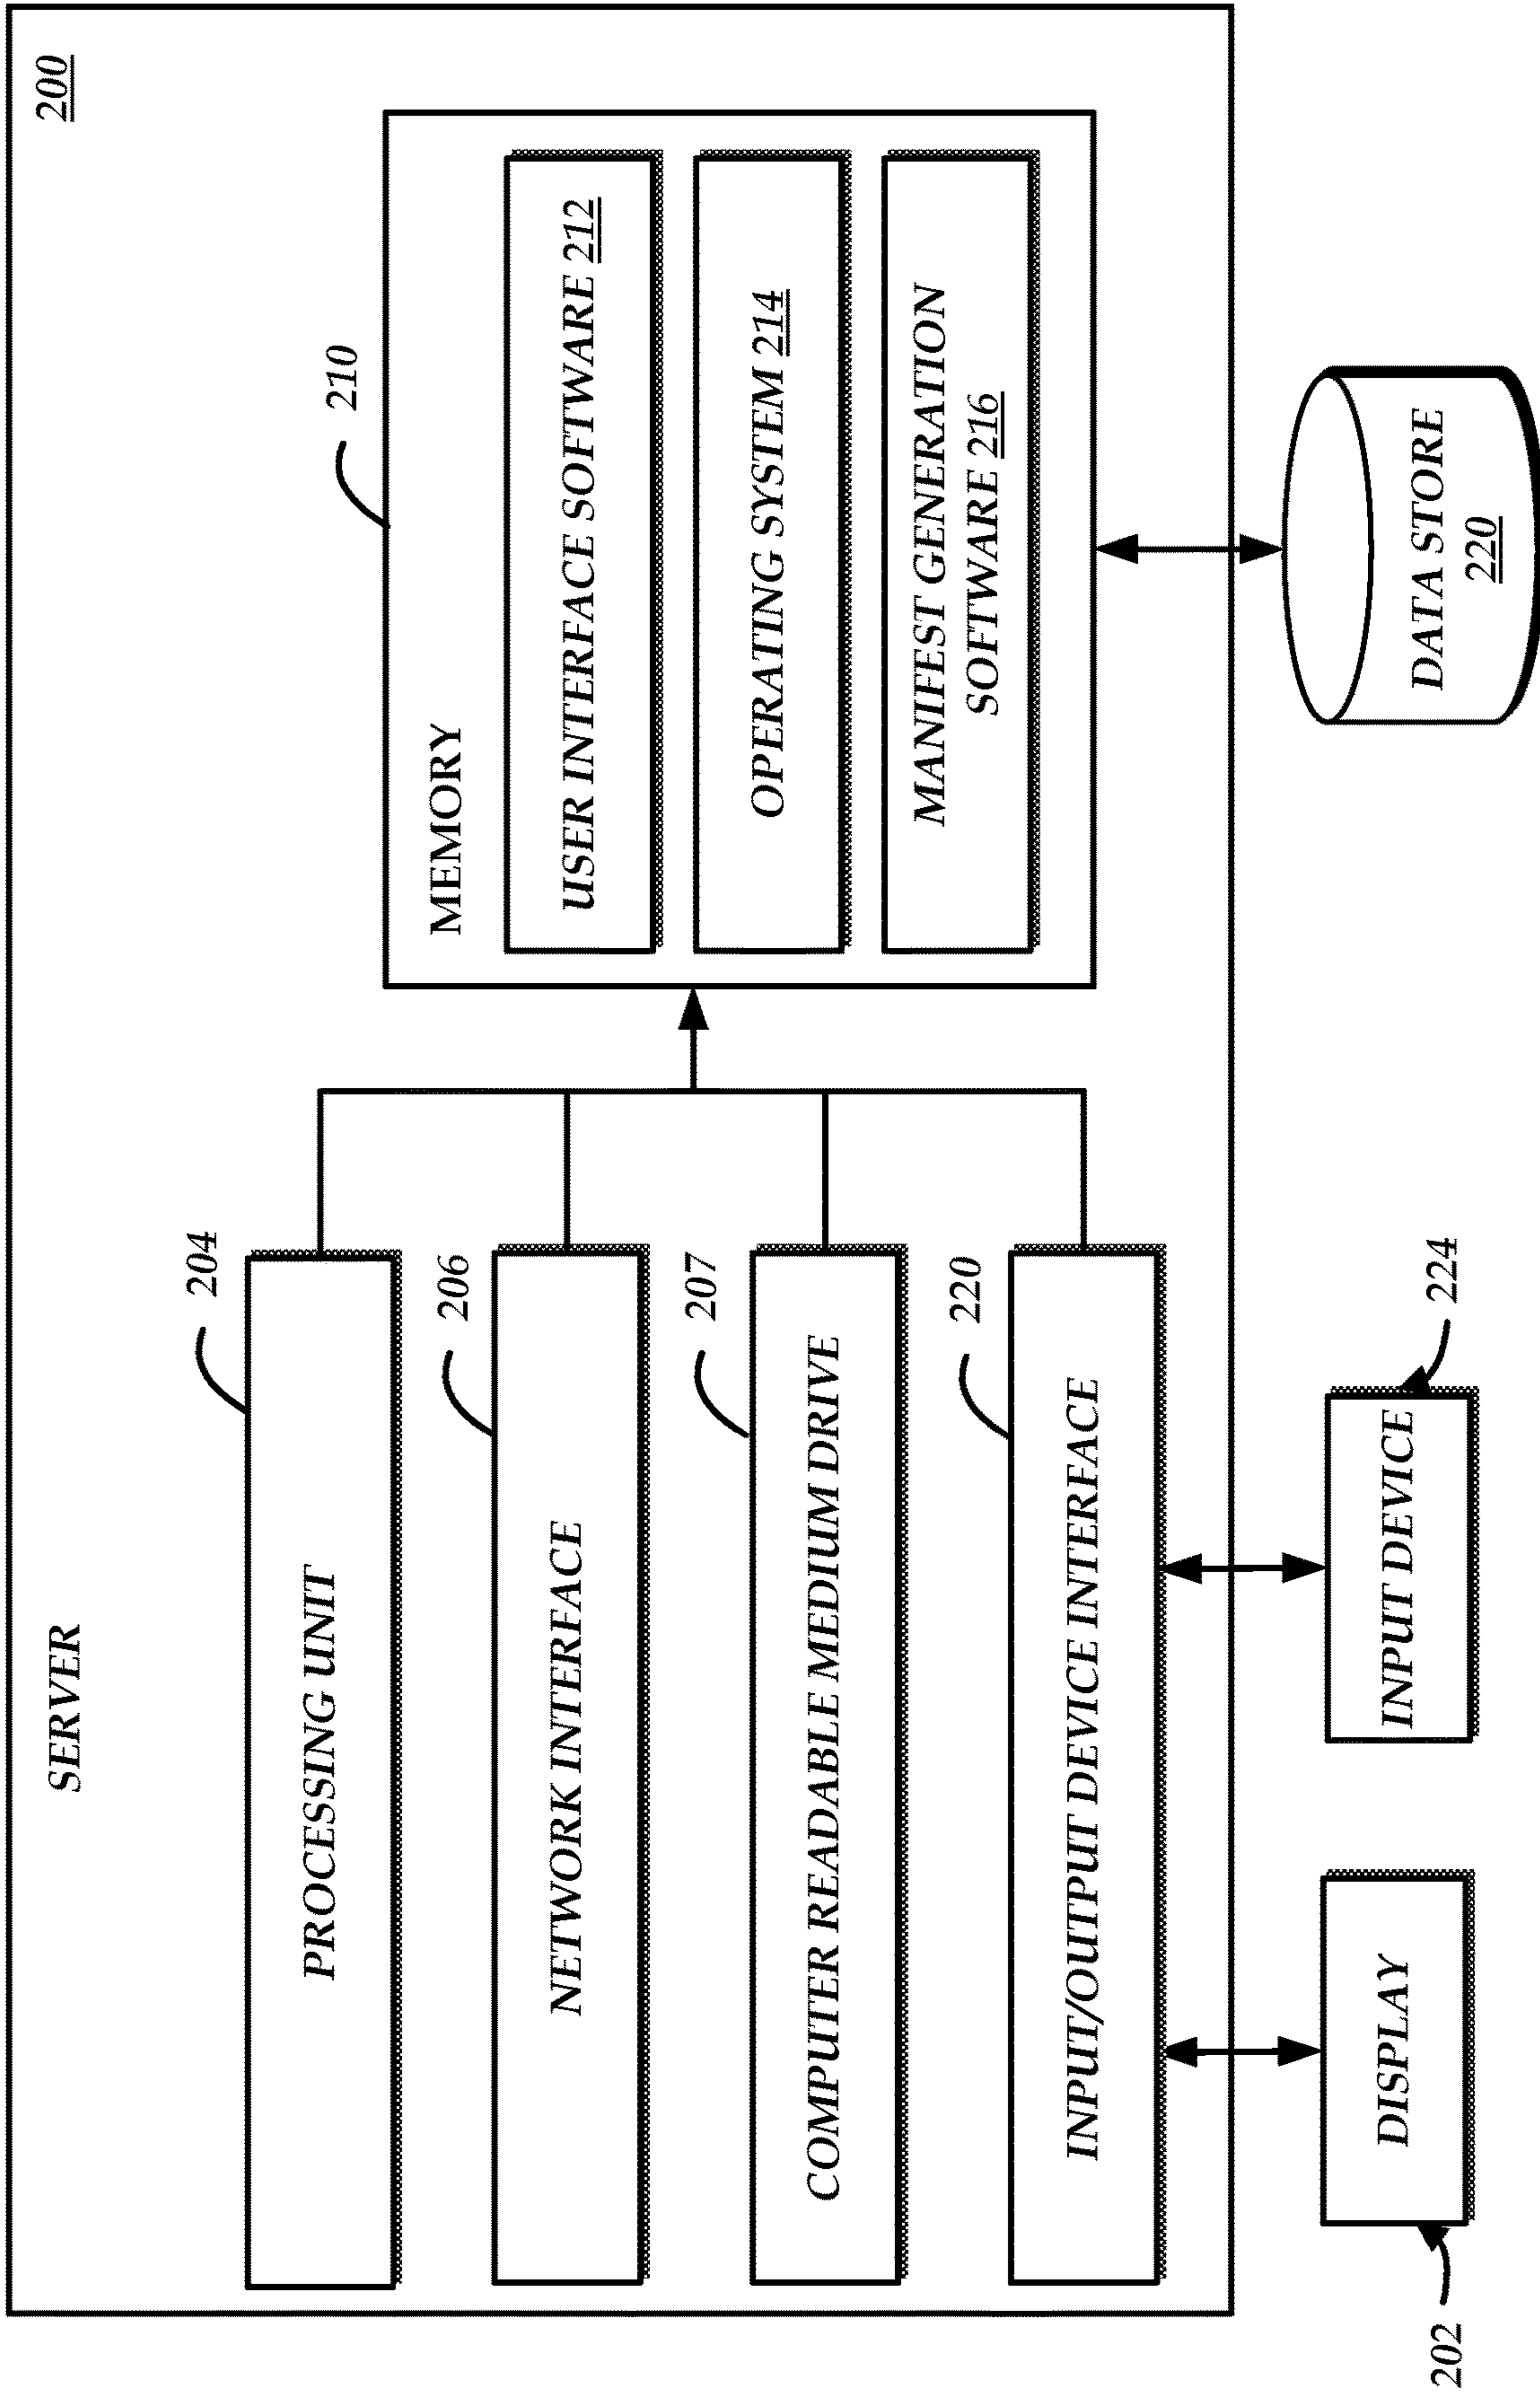 SERVER
200
204
PROCESSING UNIT
206
NETWORK INTERFACE
207
COMPUTER READABLE MEDIUM DRIVE
220
INPUT/OUTPUT DEVICE INTERFACE
210
MEMORY
USER INTERFACE SOFTWARE 212
OPERATING SYSTEM 214
MANIFEST GENERATION
SOFTWARE 216
202
DISPLAY
INPUT DEVICE
224
DATA STORE
220